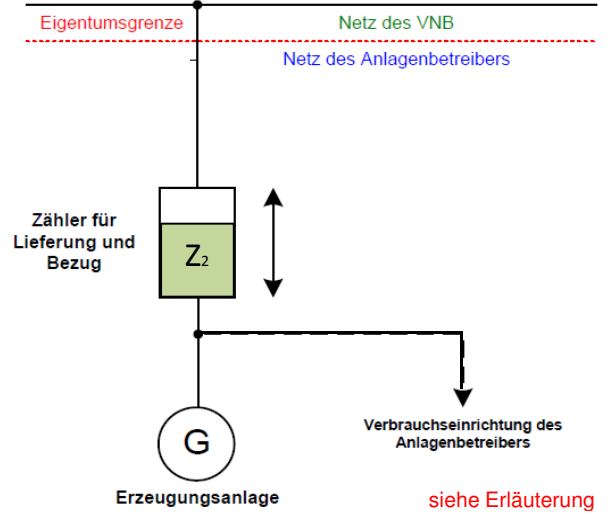 Eigentumsgrenze
Netz des VNB
Netz des Anlagenbetreibers
Zähler für
Lieferung und
Bezug
Z2
G
Verbrauchseinrichtung des
Anlagenbetreibers
Erzeugungsanlage
siehe Erläuterung